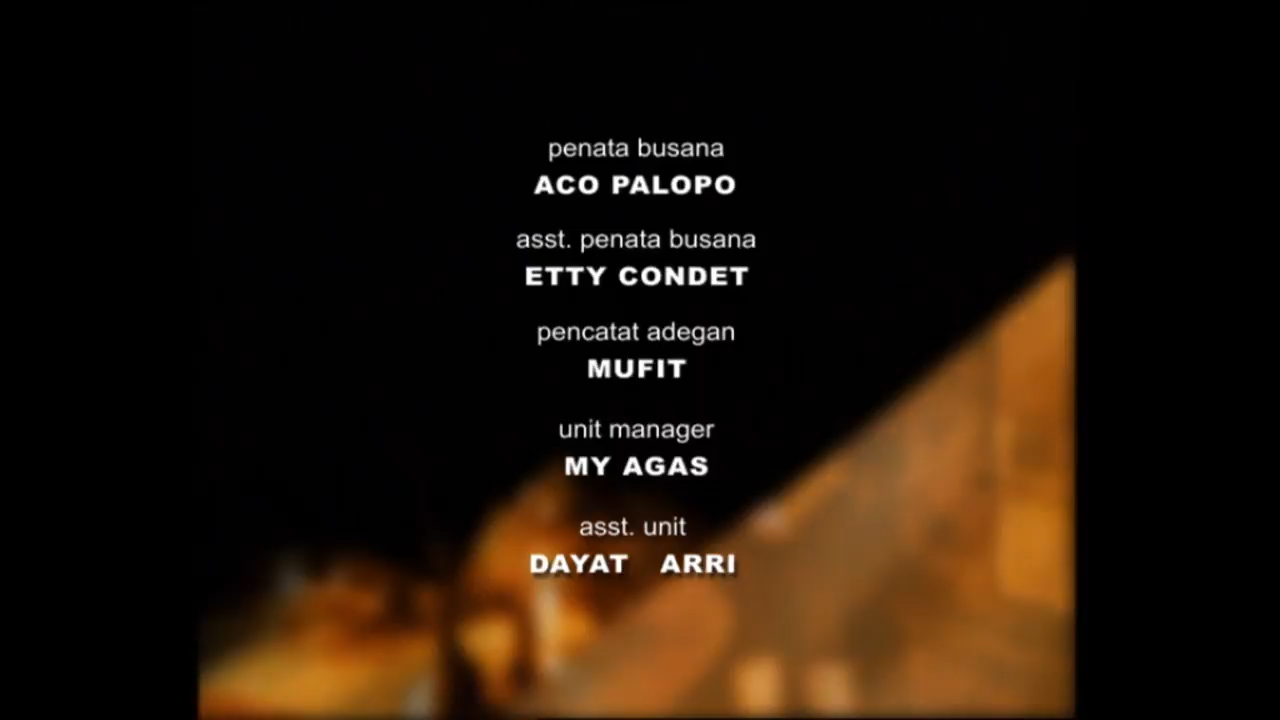 penata busana
ACO PALOPO
asst. penata busana
ETTY CONDET
pencatat adegan
MUFIT
unit manager
MY AGAS
asst. unit
DAYAT ARRI